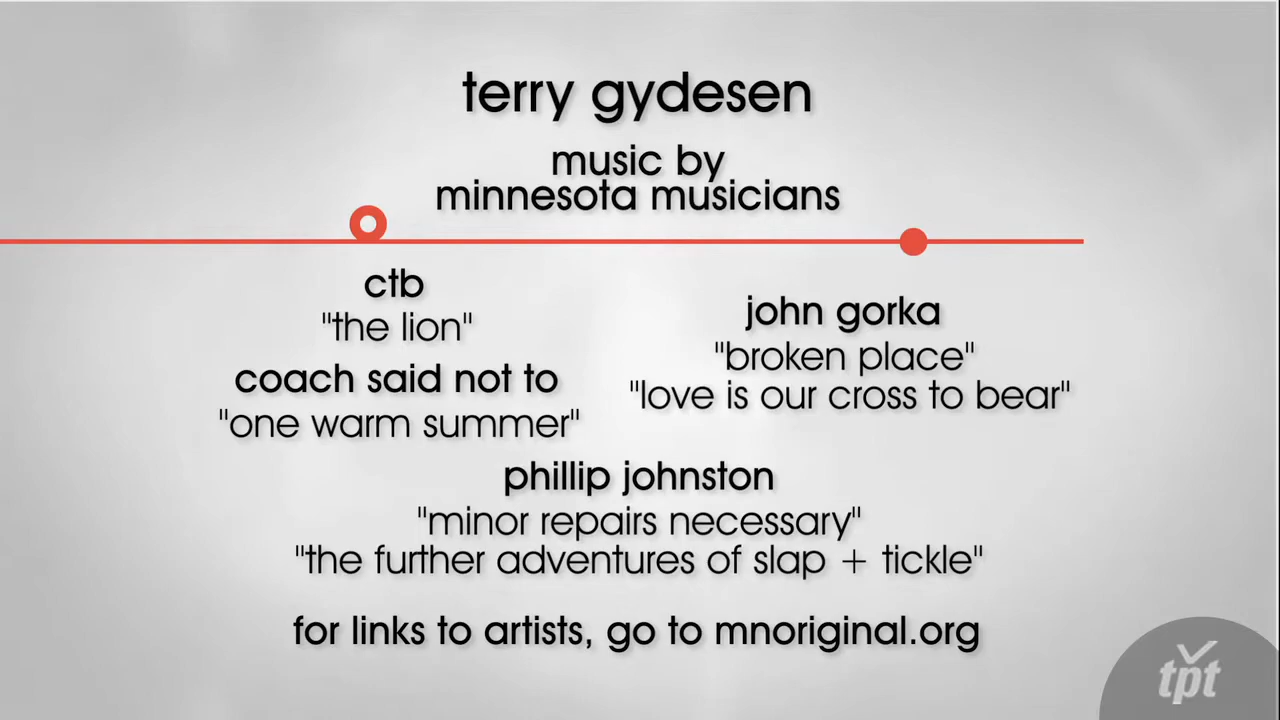 terry gydesen
music by
minnesota musicians
ctb
"the lion"
coach said not to
"one warm summer"
john gorka
"broken place"
"love is our cross to bear"
phillip johnston
"minor repairs necessary"
"the further adventures of slap + tickle"
for links to artists, go to mnoriginal.org
tpt